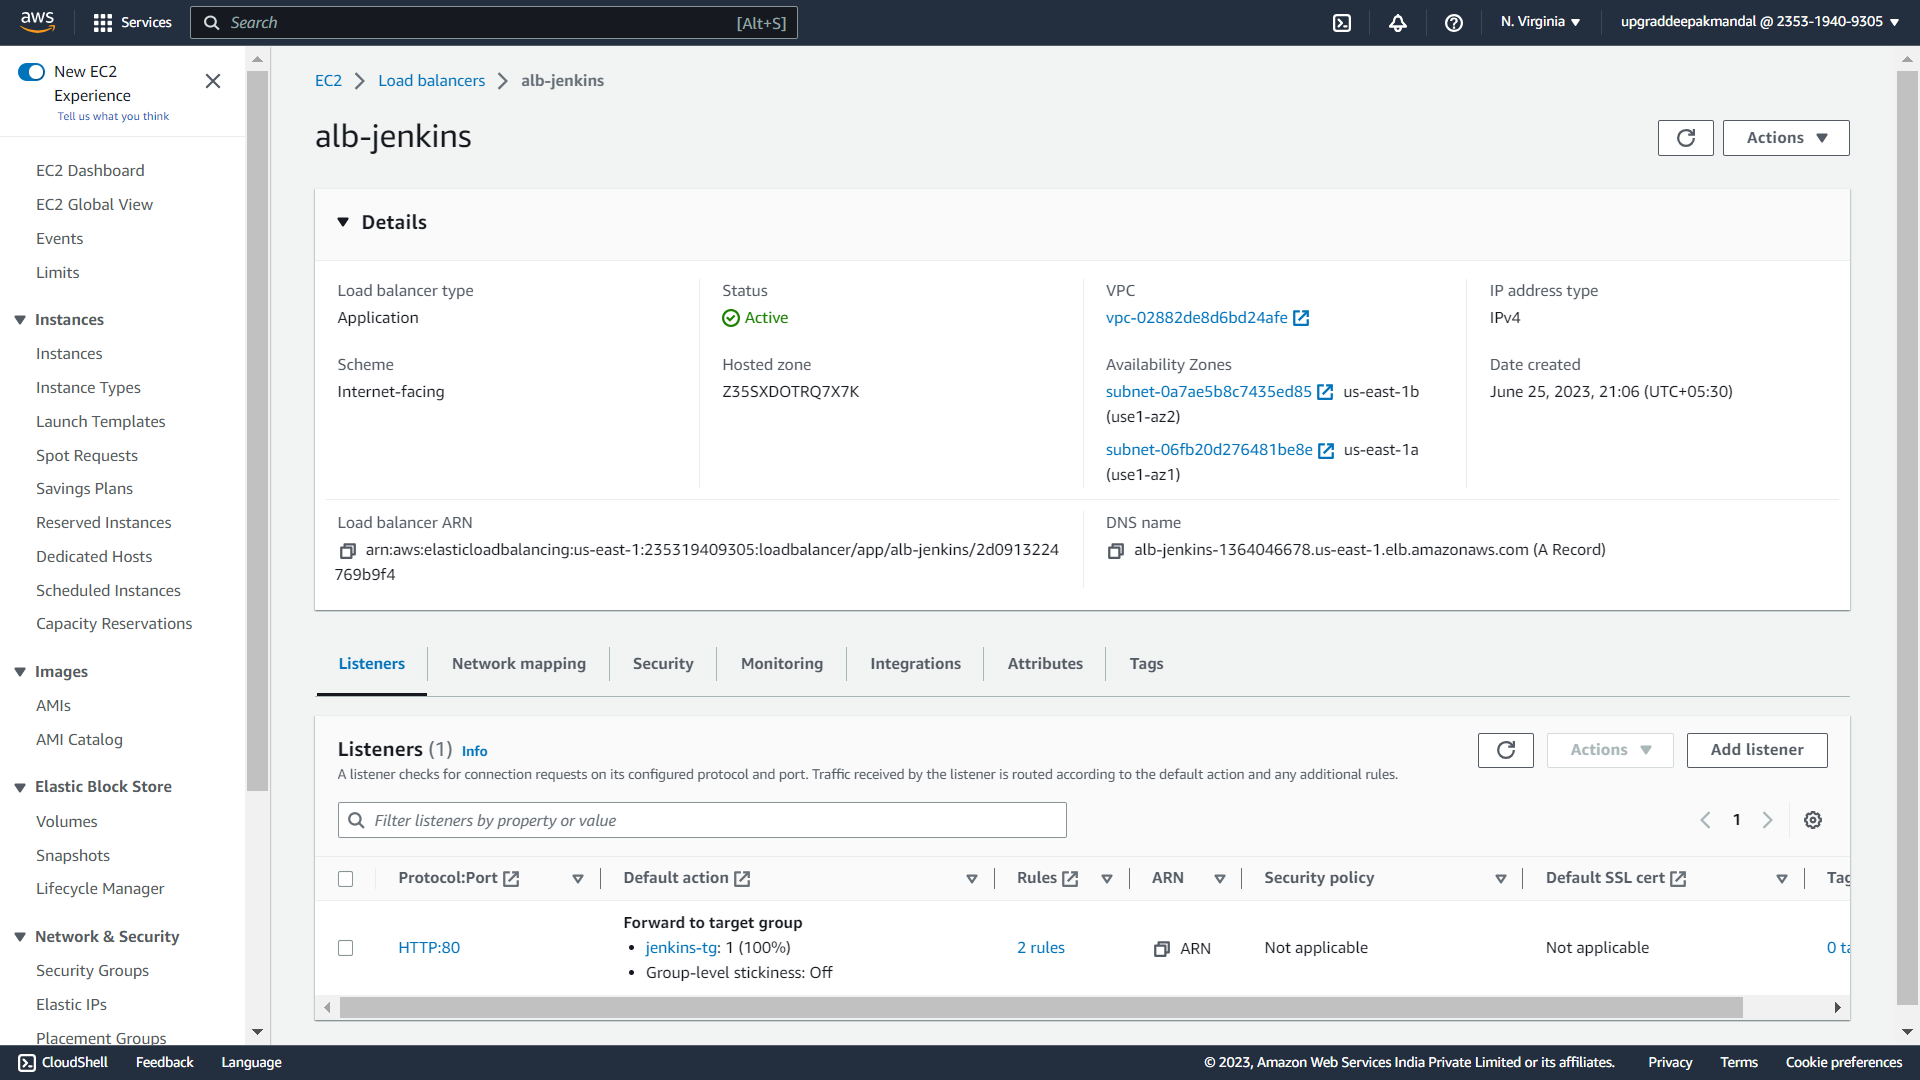 aws
Services
Search
[Alt+S]
N. Virginia
upgraddeepakmandal @ 2353-1940-9305
New EC2
Experience
Tell us what you think
EC2 Dashboard
EC2 Global View
Events
Limits
Instances
Instances
Instance Types
Launch Templates
Spot Requests
Savings Plans
Reserved Instances
Dedicated Hosts
Scheduled Instances
Capacity Reservations
Images
AMIs
AMI Catalog
Elastic Block Store
Volumes
Snapshots
Lifecycle Manager
Network & Security
Security Groups
Elastic IPs
Placement Groups
EC2
Load balancers
alb-jenkins
alb-jenkins
Actions
Details
Load balancer type
Application
Status
Active
VPC
vpc-02882de8d6bd24afe
IP address type
IPv4
Scheme
Internet-facing
Hosted zone
Z35SXDOTRQ7X7K
Availability Zones
subnet-0a7ae5b8c7435ed85 us-east-1b
(use1-az2)
subnet-06fb20d276481be8e us-east-1a
(use1-az1)
Date created
June 25, 2023, 21:06 (UTC+05:30)
Load balancer ARN
arn:aws:elasticloadbalancing:us-east-1:235319409305:loadbalancer/app/alb-jenkins/2d0913224
769b9f4
DNS name
alb-jenkins-1364046678.us-east-1.elb.amazonaws.com (A Record)
Listeners
Network mapping
Security
Monitoring
Integrations
Attributes
Tags
Listeners (1) Info
A listener checks for connection requests on its configured protocol and port. Traffic received by the listener is routed according to the default action and any additional rules.
Actions
Add listener
Filter listeners by property or value
1
Protocol:Port
Default action
Rules
ARN
Security policy
Default SSL cert
Tag
HTTP:80
Forward to target group
• jenkins-tg: 1 (100%)
• Group-level stickiness: Off
2 rules
ARN
Not applicable
Not applicable
0 ta
CloudShell
Feedback
Language
© 2023, Amazon Web Services India Private Limited or its affiliates.
Privacy
Terms
Cookie preferences